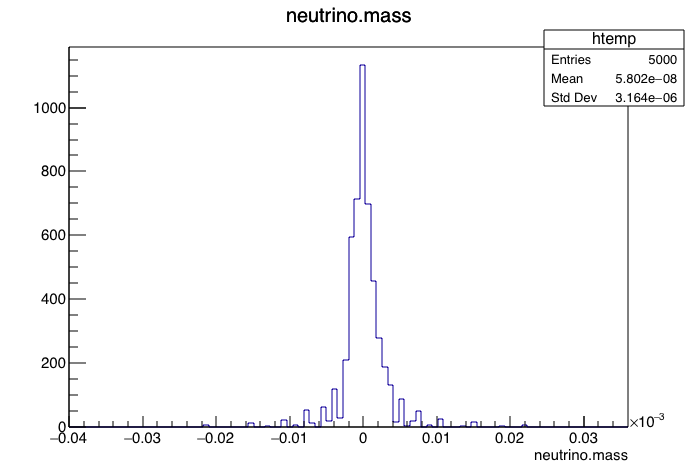 neutrino.mass
htemp
Entries 5000
Mean 5.802e−08
Std Dev 3.164e−06
1000
800
600
400
200
0
−0.04 −0.03 −0.02 −0.01 0 0.01 0.02 0.03
×10⁻³
neutrino.mass